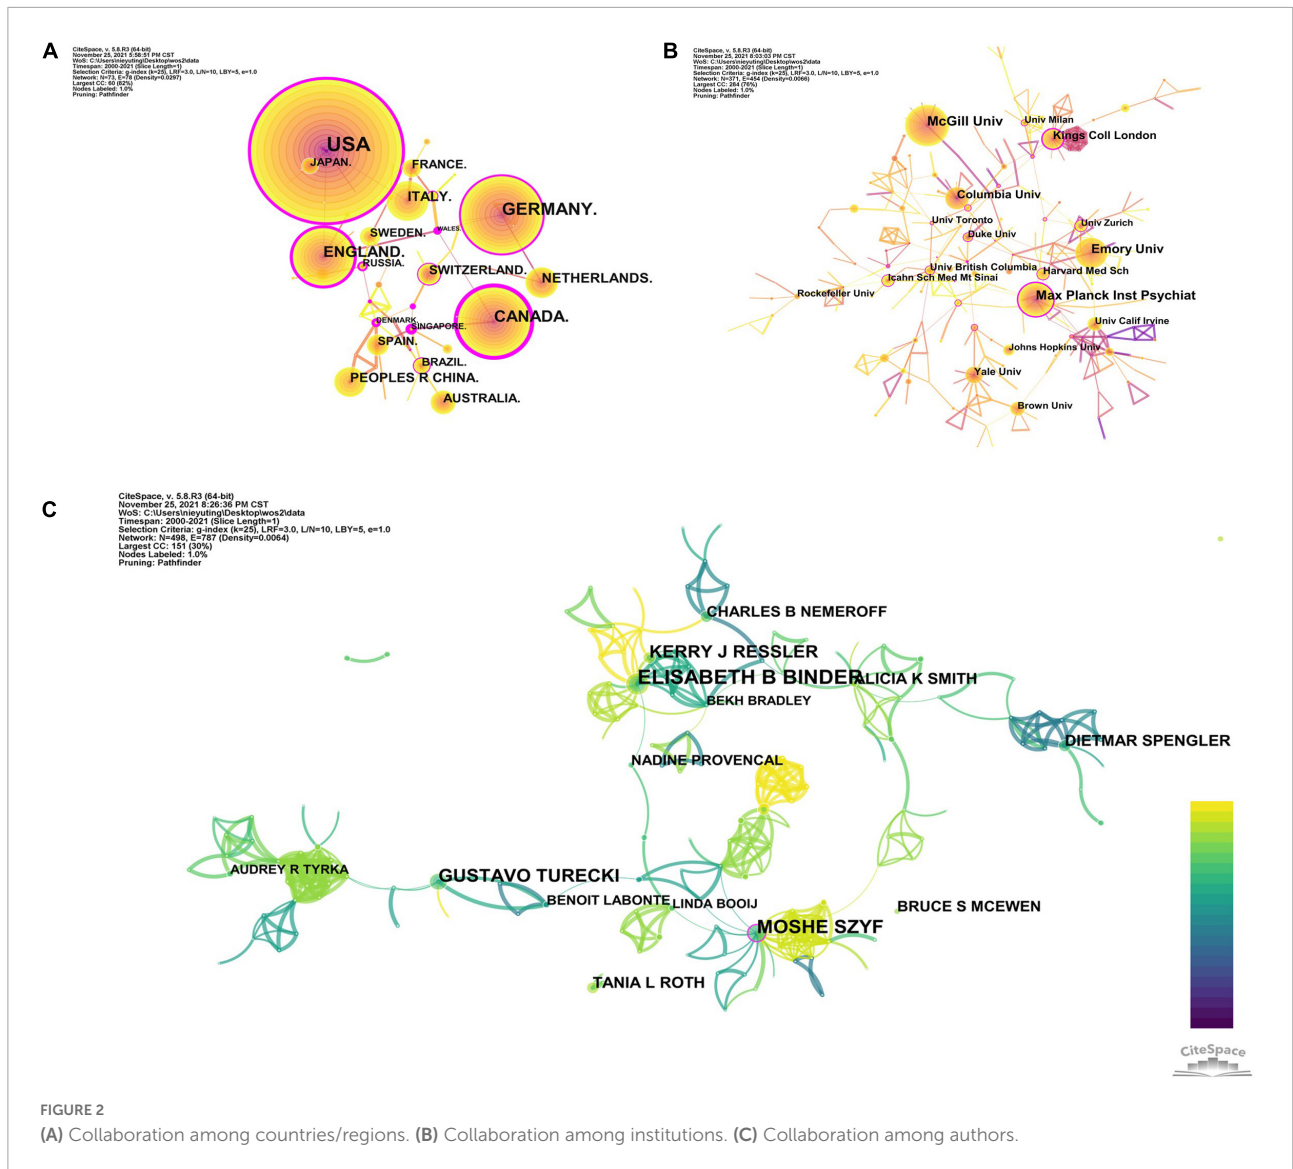 A
CiteSpace, v. 5.8.R3 (64-bit)
November 25, 2021 5:58:51 PM CST
WoS: C:\Users\nieyuting\Desktop\wos2\data
Timespan: 2000-2021 (Slice Length=1)
Selection Criteria: g-index (k=25), LRF=3.0, L/N=10, LBY=5, e=1.0
Network: N=73, E=78 (Density=0.0297)
Largest CC: 60 (82%)
Nodes Labeled: 1.0%
Pruning: Pathfinder
USA
JAPAN.
FRANCE.
ITALY.
GERMANY.
SWEDEN.
WALES.
ENGLAND.
RUSSIA.
SWITZERLAND.
NETHERLANDS.
DENMARK.
SINGAPORE.
CANADA.
SPAIN.
BRAZIL.
PEOPLES R CHINA.
AUSTRALIA.
B
CiteSpace, v. 5.8.R3 (64-bit)
November 25, 2021 8:03:03 PM CST
WoS: C:\Users\nieyuting\Desktop\wos2\data
Timespan: 2000-2021 (Slice Length=1)
Selection Criteria: g-index (k=25), LRF=3.0, L/N=10, LBY=5, e=1.0
Network: N=371, E=454 (Density=0.0066)
Largest CC: 284 (76%)
Nodes Labeled: 1.0%
Pruning: Pathfinder
McGill Univ
Univ Milan
Kings Coll London
Columbia Univ
Univ Toronto
Duke Univ
Univ Zurich
Emory Univ
Univ British Columbia
Harvard Med Sch
Icahn Sch Med Mt Sinai
Rockefeller Univ
Max Planck Inst Psychiat
Univ Calif Irvine
Johns Hopkins Univ
Yale Univ
Brown Univ
C
CiteSpace, v. 5.8.R3 (64-bit)
November 25, 2021 8:26:36 PM CST
WoS: C:\Users\nieyuting\Desktop\wos2\data
Timespan: 2000-2021 (Slice Length=1)
Selection Criteria: g-index (k=25), LRF=3.0, L/N=10, LBY=5, e=1.0
Network: N=498, E=787 (Density=0.0064)
Largest CC: 151 (30%)
Nodes Labeled: 1.0%
Pruning: Pathfinder
CHARLES B NEMEROFF
KERRY J RESSLER
ELISABETH B BINDER
ALICIA K SMITH
BEKH BRADLEY
DIETMAR SPENGLER
NADINE PROVENCAL
AUDREY R TYRKA
GUSTAVO TURECKI
BENOIT LABONTE
LINDA BOOIJ
BRUCE S MCEWEN
MOSHE SZYF
TANIA L ROTH
CiteSpace
FIGURE 2
(A) Collaboration among countries/regions. (B) Collaboration among institutions. (C) Collaboration among authors.